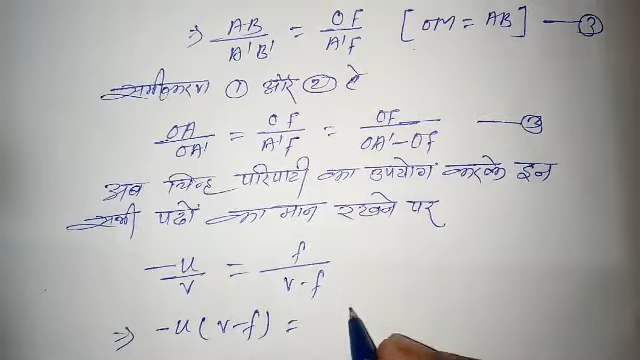 ⇒ AB/A'B' = OF/A'F [OM = AB] — ②
समीकरण ① और ② से
OA/OA' = OF/A'F = OF/OA'-OF — ③
अब चिन्ह परिपाटी का उपयोग करके इन
सभी पदों का मान रखने पर
-u/v = f/v-f
⇒ -u(v-f) =